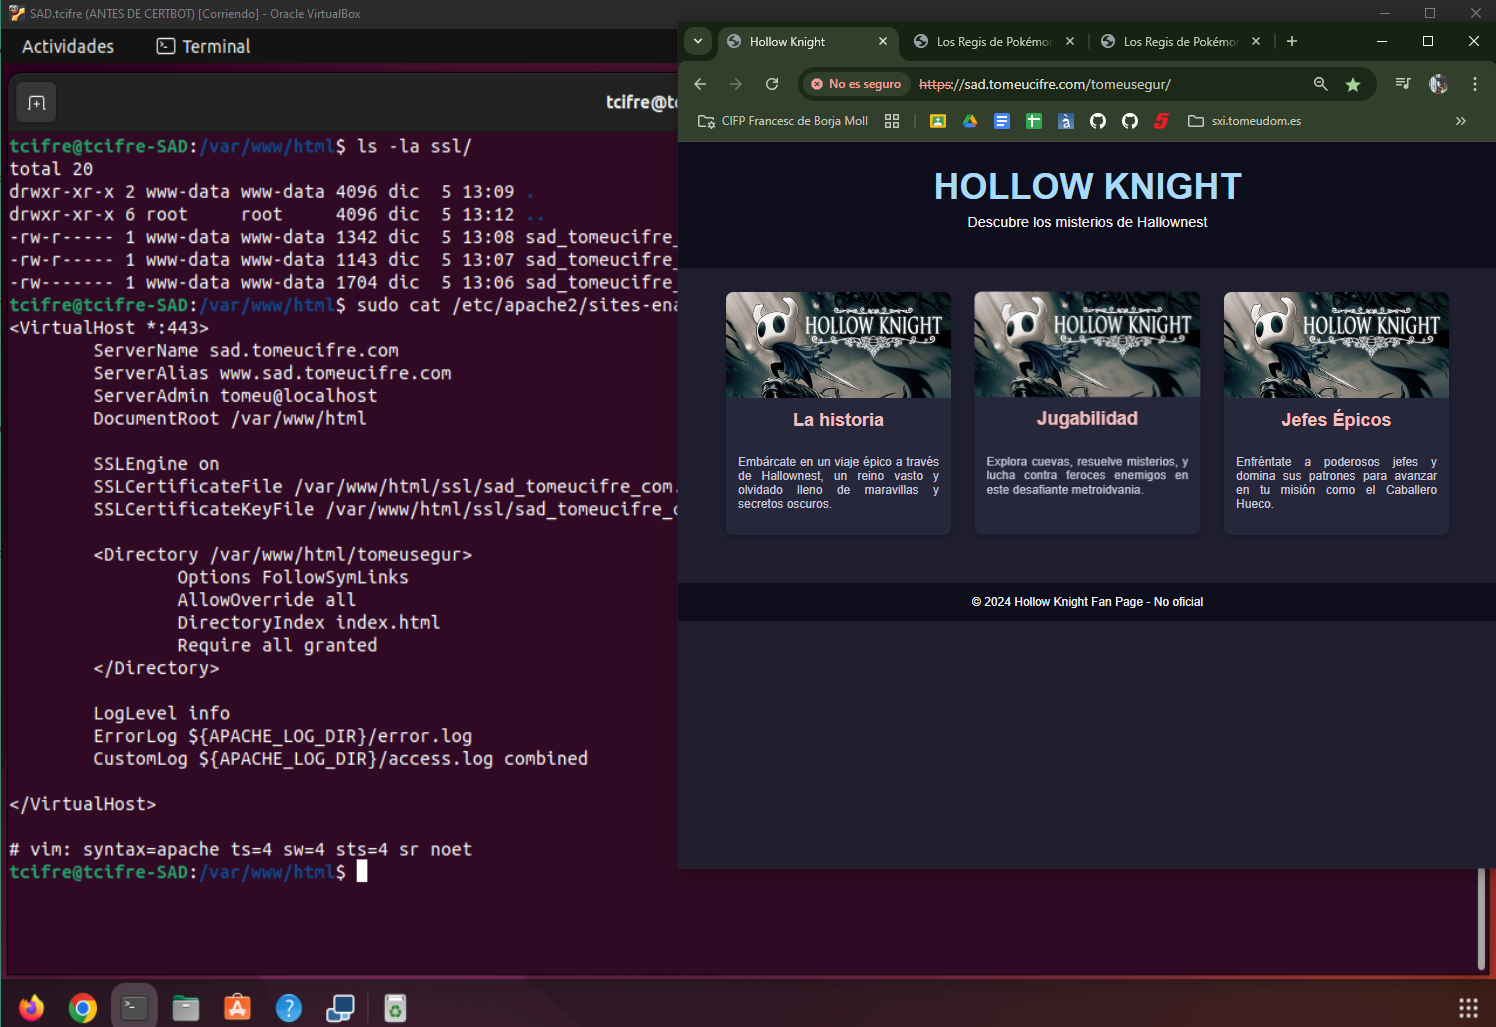 SAD.tcifre (ANTES DE CERTBOT) [Corriendo] - Oracle VirtualBox
Actividades
Terminal
tcifre@t
tcifre@tcifre-SAD:/var/www/html$ ls -la ssl/
total 20
drwxr-xr-x 2 www-data www-data 4096 dic  5 13:09 .
drwxr-xr-x 6 root     root     4096 dic  5 13:12 ..
-rw-r----- 1 www-data www-data 1342 dic  5 13:08 sad_tomeucifre_
-rw-r----- 1 www-data www-data 1143 dic  5 13:07 sad_tomeucifre_
-rw------- 1 www-data www-data 1704 dic  5 13:06 sad_tomeucifre_
tcifre@tcifre-SAD:/var/www/html$ sudo cat /etc/apache2/sites-ena
<VirtualHost *:443>
ServerName sad.tomeucifre.com
ServerAlias www.sad.tomeucifre.com
ServerAdmin tomeu@localhost
DocumentRoot /var/www/html
SSLEngine on
SSLCertificateFile /var/www/html/ssl/sad_tomeucifre_com.
SSLCertificateKeyFile /var/www/html/ssl/sad_tomeucifre_c
<Directory /var/www/html/tomeusegur>
Options FollowSymLinks
AllowOverride all
DirectoryIndex index.html
Require all granted
</Directory>
LogLevel info
ErrorLog ${APACHE_LOG_DIR}/error.log
CustomLog ${APACHE_LOG_DIR}/access.log combined
</VirtualHost>
# vim: syntax=apache ts=4 sw=4 sts=4 sr noet
tcifre@tcifre-SAD:/var/www/html$
Hollow Knight
Los Regis de Pokémo
Los Regis de Pokémo
No es seguro
https://sad.tomeucifre.com/tomeusegur/
CIFP Francesc de Borja Moll
sxi.tomeudom.es
HOLLOW KNIGHT
Descubre los misterios de Hallownest
HOLLOW KNIGHT
La historia
Embárcate en un viaje épico a través
de Hallownest, un reino vasto y
olvidado lleno de maravillas y
secretos oscuros.
HOLLOW KNIGHT
Jugabilidad
Explora cuevas, resuelve misterios, y
lucha contra feroces enemigos en
este desafiante metroidvania.
HOLLOW KNIGHT
Jefes Épicos
Enfréntate a poderosos jefes y
domina sus patrones para avanzar
en tu misión como el Caballero
Hueco.
© 2024 Hollow Knight Fan Page - No oficial